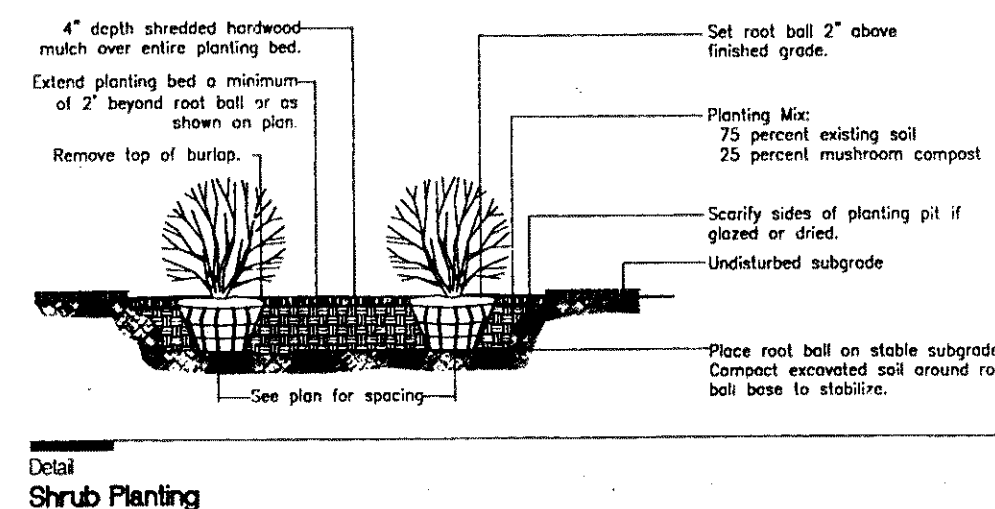 4" depth shredded hardwood
mulch over entire planting bed.
Extend planting bed a minimum
of 2' beyond root ball or as
shown on plan.
Remove top of burlap.
Set root ball 2" above
finished grade.
Planting Mix:
75 percent existing soil
25 percent mushroom compost
Scarify sides of planting pit if
glazed or dried.
Undisturbed subgrade
Place root ball on stable subgrade
Compact excavated soil around ro
ball base to stabilize.
See plan for spacing
Detail
Shrub Planting